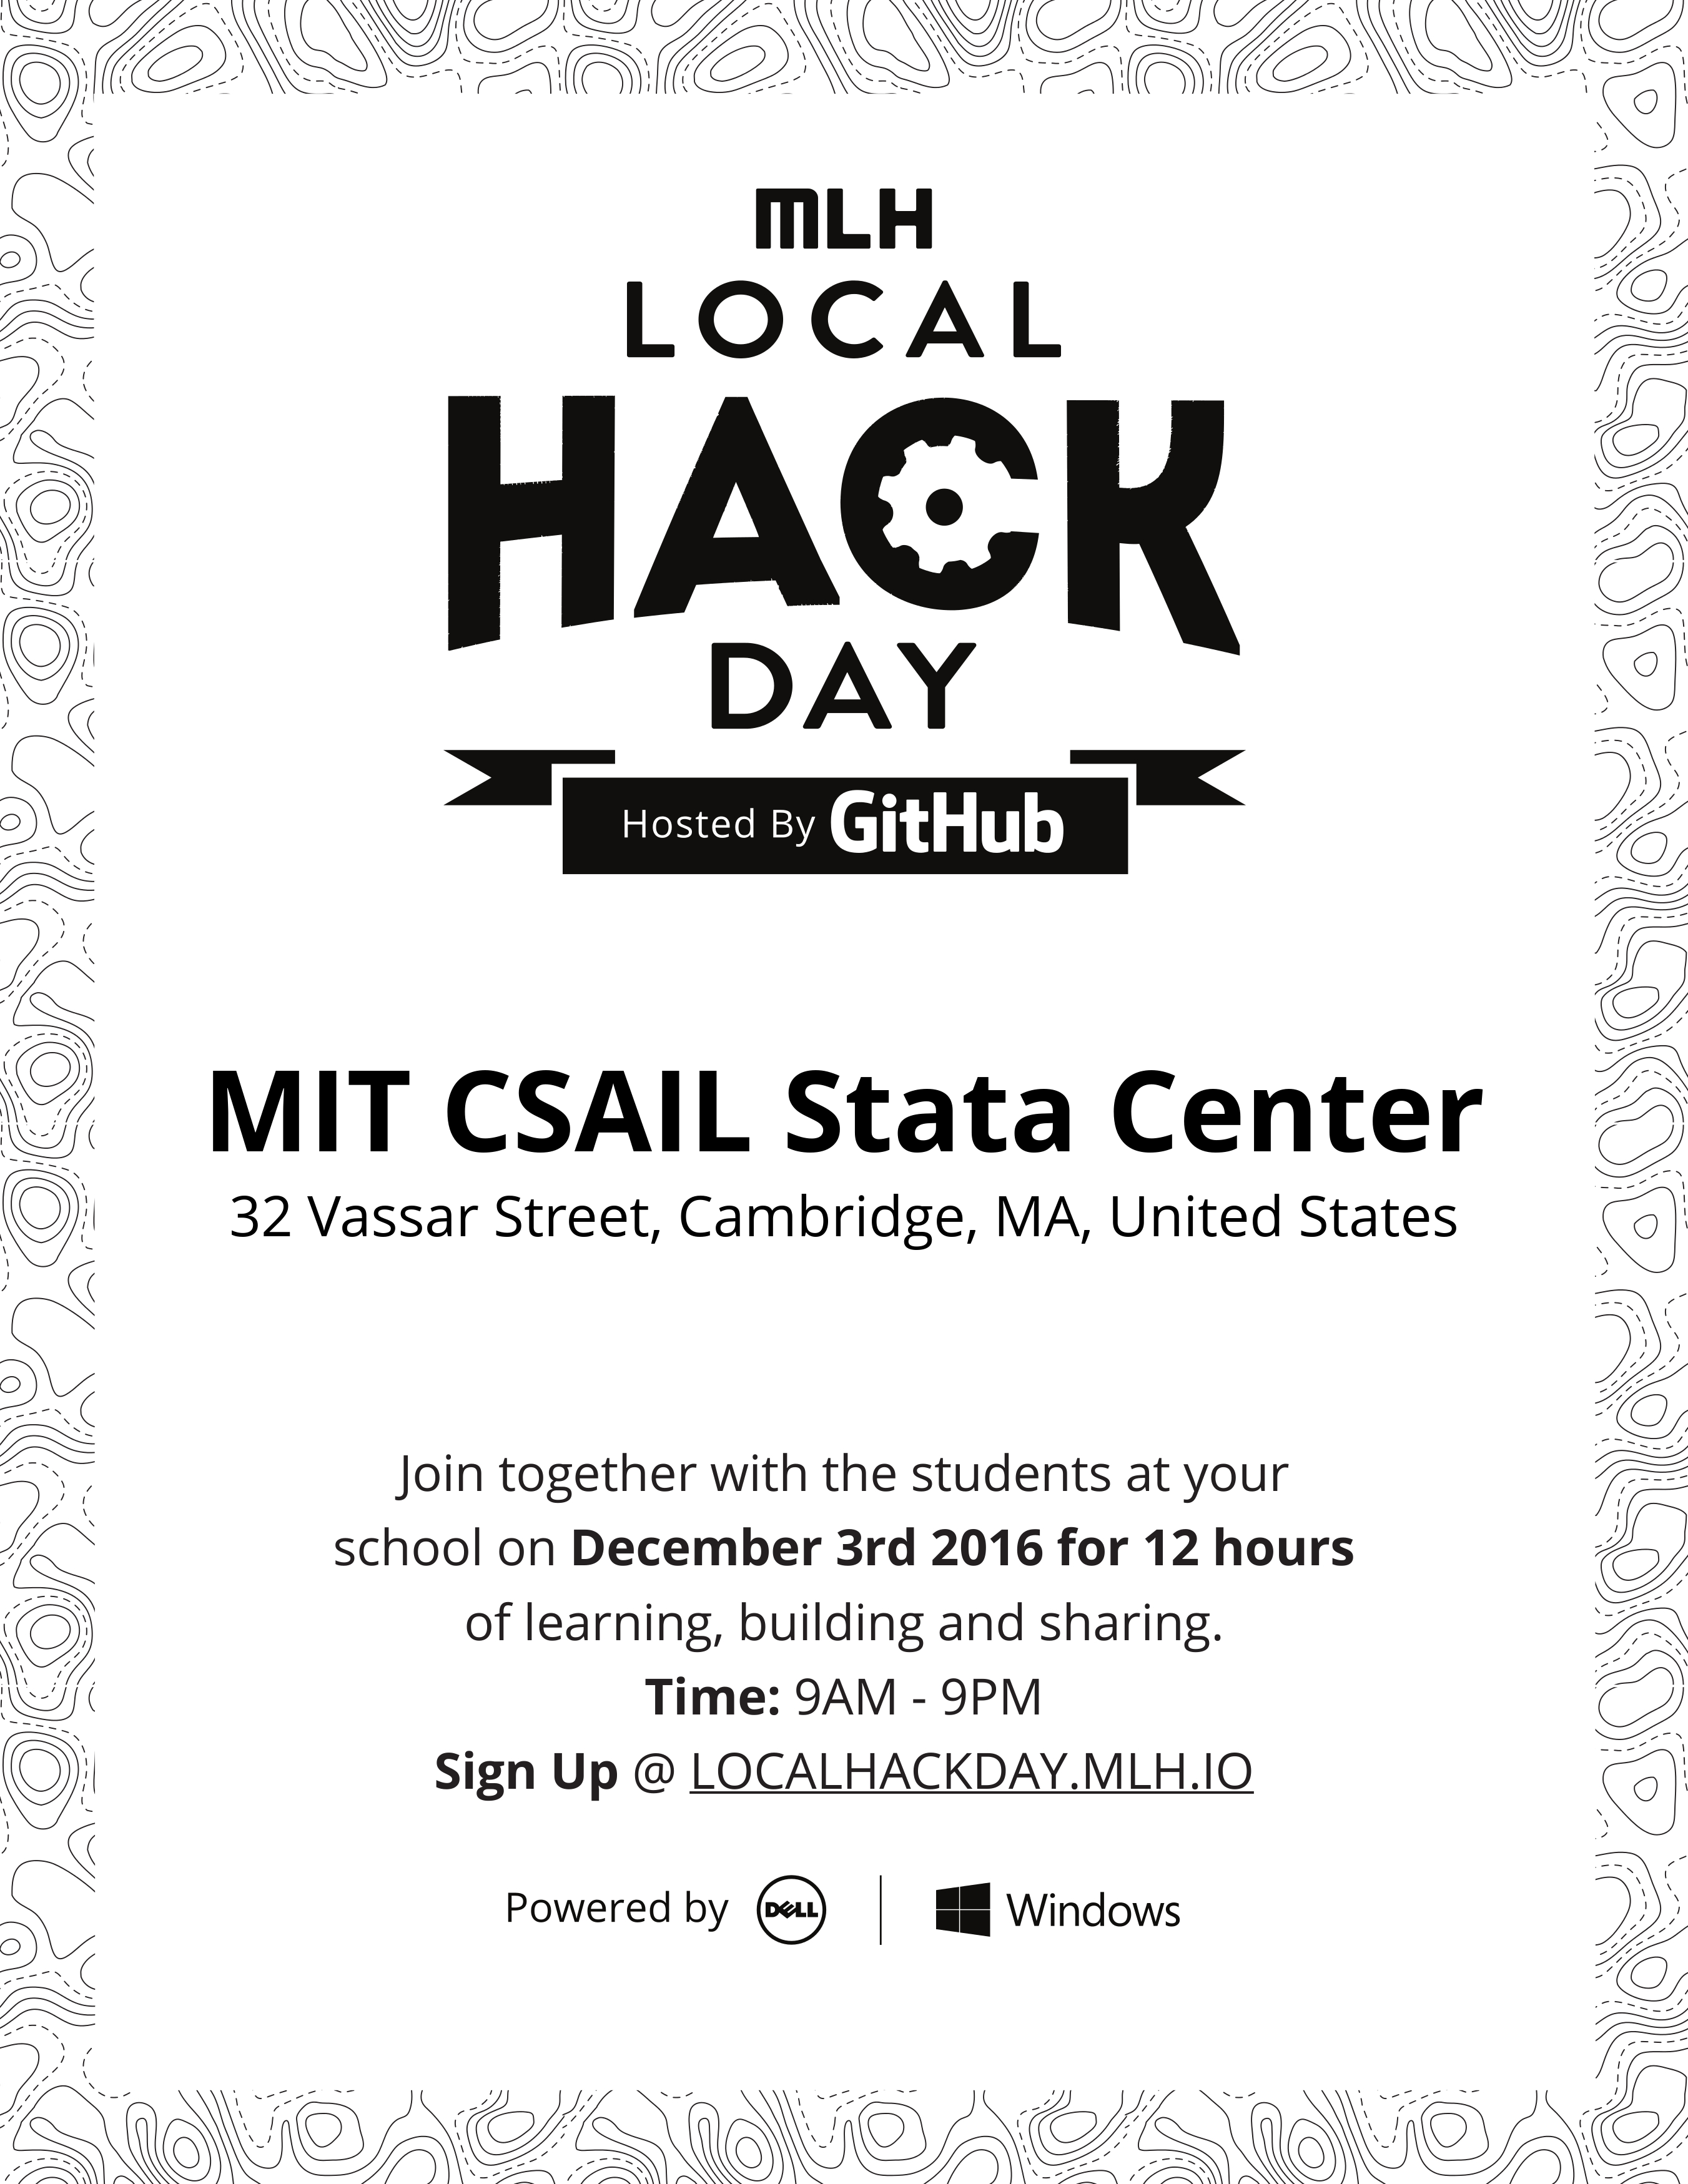 MLH
LOCAL
HACK
DAY
Hosted By GitHub
MIT CSAIL Stata Center
32 Vassar Street, Cambridge, MA, United States
Join together with the students at your
school on December 3rd 2016 for 12 hours
of learning, building and sharing.
Time: 9AM - 9PM
Sign Up @ LOCALHACKDAY.MLH.IO
Powered by DELL | Windows